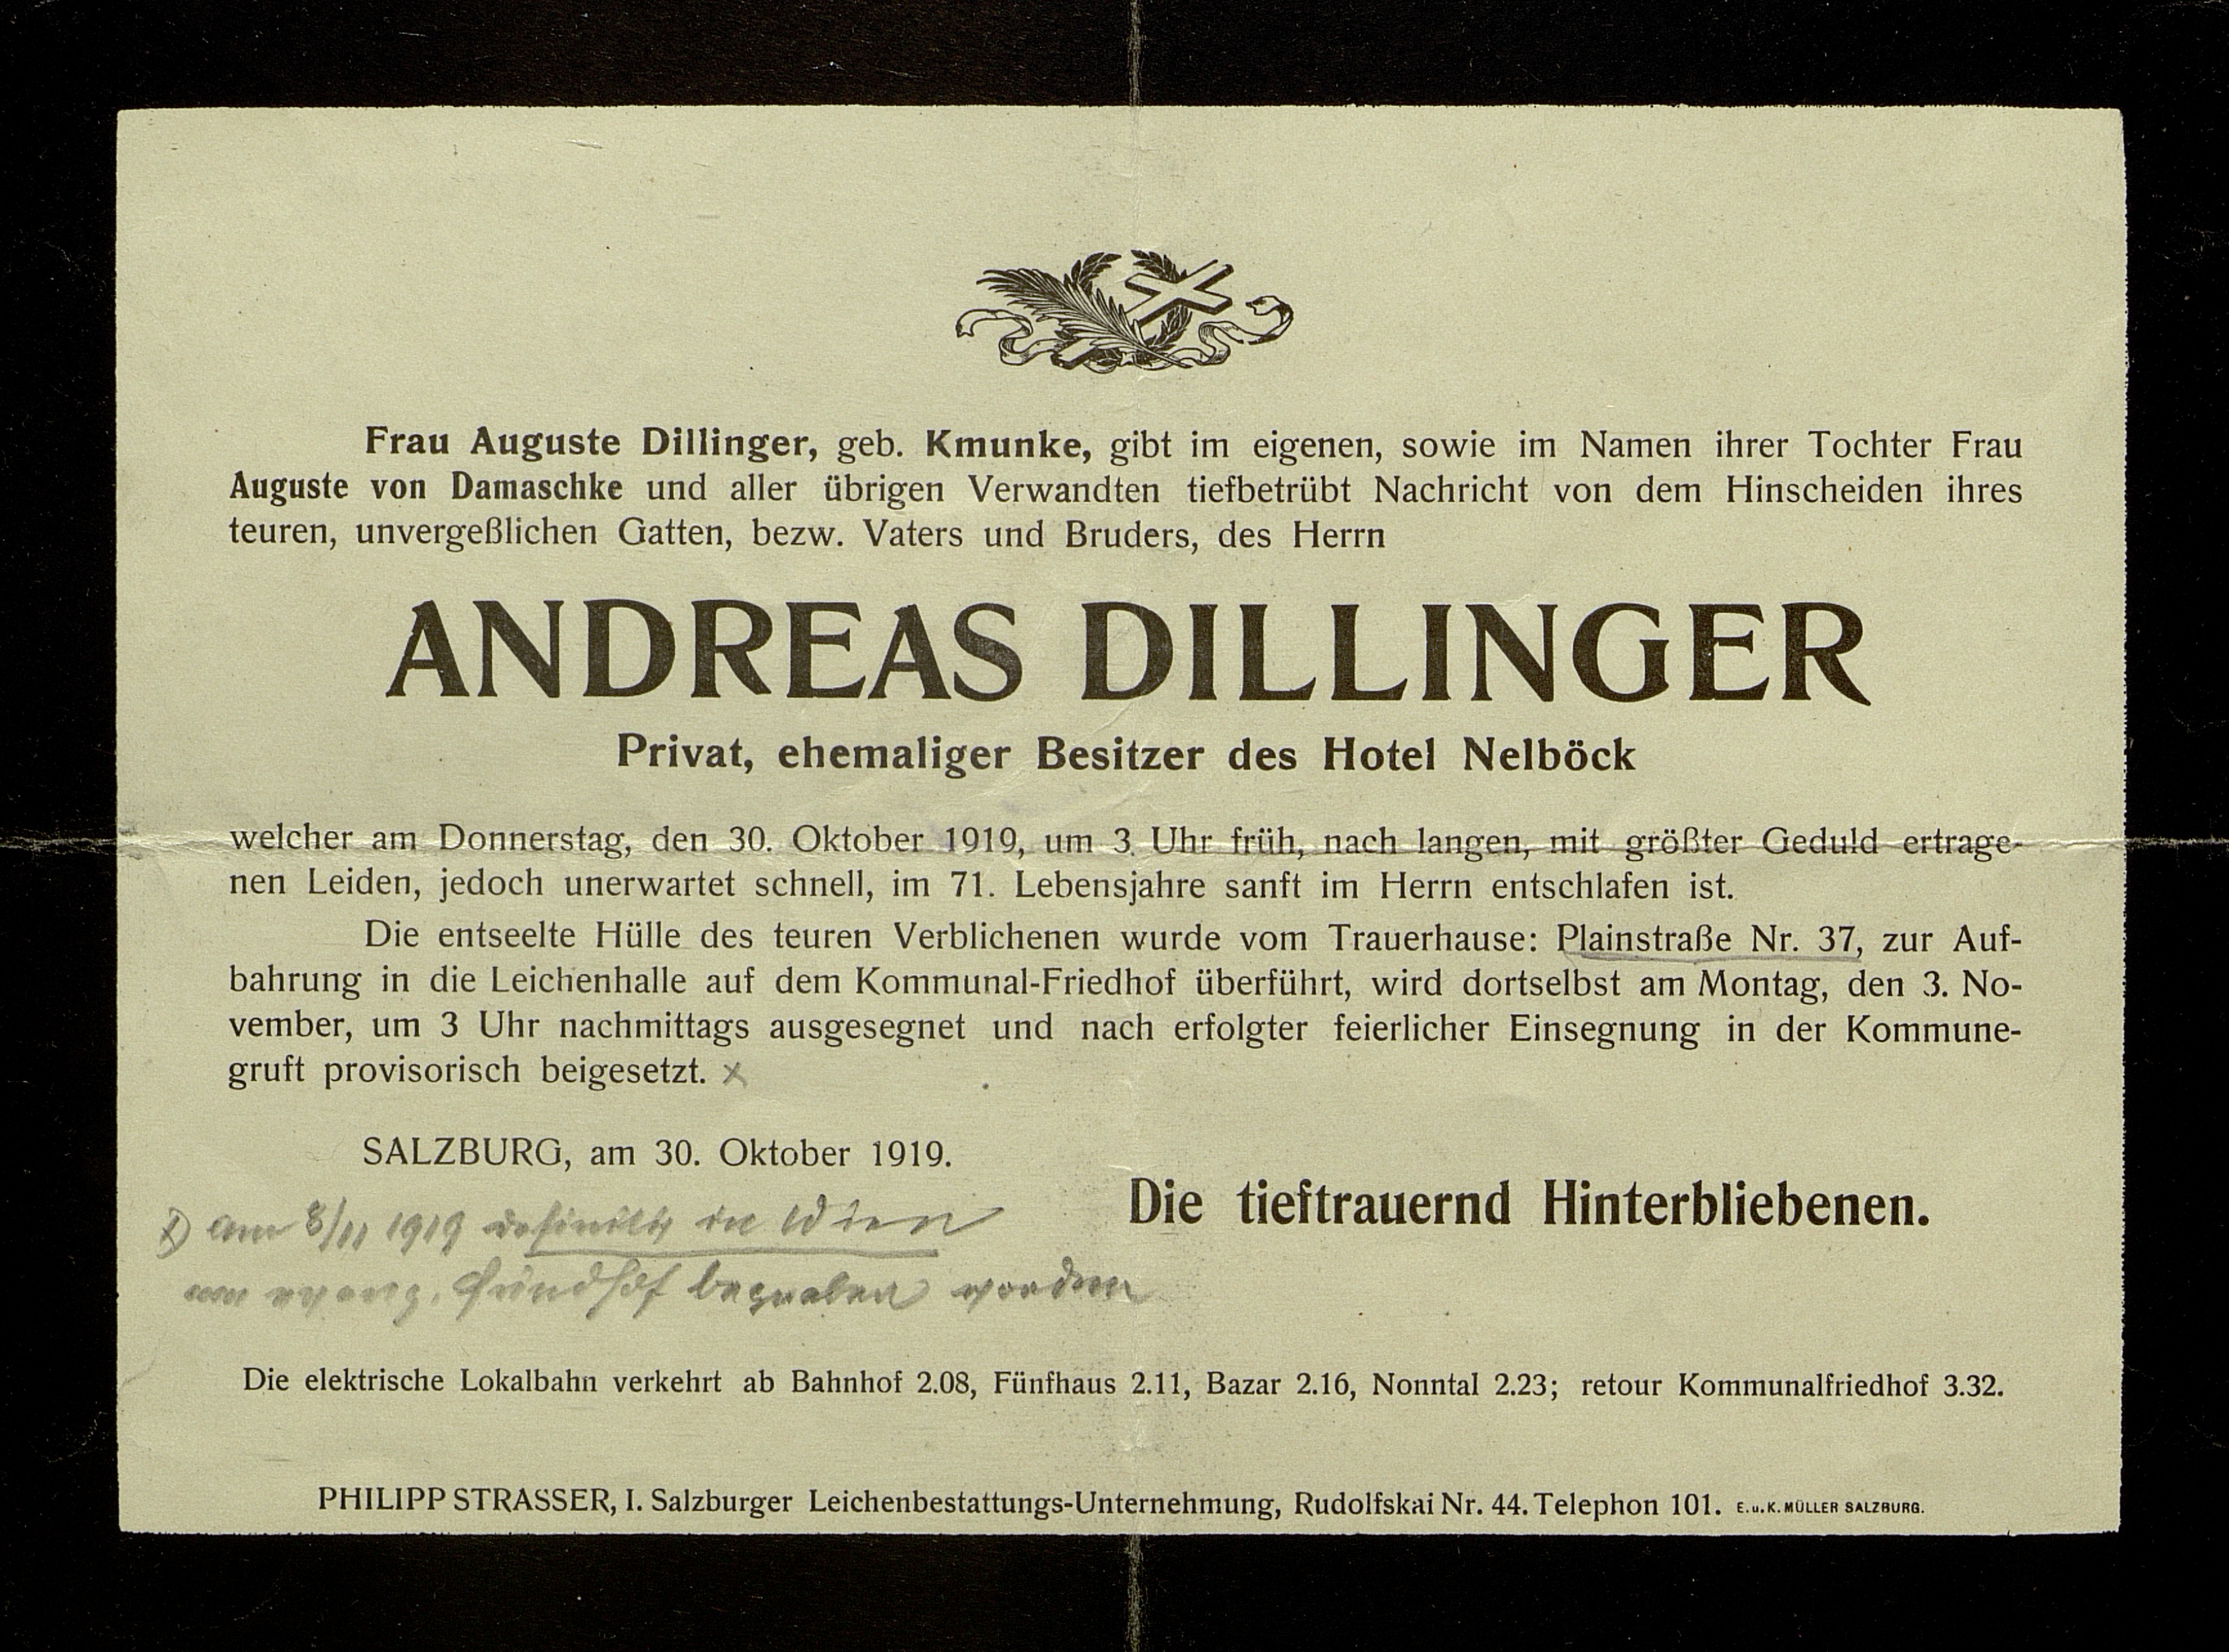 Frau Auguste Dillinger, geb. Kmunke, gibt im eigenen, sowie im Namen ihrer Tochter Frau
Auguste von Damaschke und aller übrigen Verwandten tiefbetrübt Nachricht von dem Hinscheiden ihres
teuren, unvergeßlichen Gatten, bezw. Vaters und Bruders, des Herrn
ANDREAS DILLINGER
Privat, ehemaliger Besitzer des Hotel Nelböck
welcher am Donnerstag, den 30. Oktober 1919, um 3 Uhr früh, nach langen, mit größter Geduld ertrage-
nen Leiden, jedoch unerwartet schnell, im 71. Lebensjahre sanft im Herrn entschlafen ist.
Die entseelte Hülle des teuren Verblichenen wurde vom Trauerhause: Plainstraße Nr. 37, zur Auf-
bahrung in die Leichenhalle auf dem Kommunal-Friedhof überführt, wird dortselbst am Montag, den 3. No-
vember, um 3 Uhr nachmittags ausgesegnet und nach erfolgter feierlicher Einsegnung in der Kommune-
gruft provisorisch beigesetzt. x
SALZBURG, am 30. Oktober 1919.
Die tieftrauernd Hinterbliebenen.
x) am 8/11 1919 definitiv in Wien
am evang. Friedhof begraben worden
Die elektrische Lokalbahn verkehrt ab Bahnhof 2.08, Fünfhaus 2.11, Bazar 2.16, Nonntal 2.23; retour Kommunalfriedhof 3.32.
PHILIPP STRASSER, I. Salzburger Leichenbestattungs-Unternehmung, Rudolfskai Nr. 44. Telephon 101. E. u. K. MÜLLER SALZBURG.